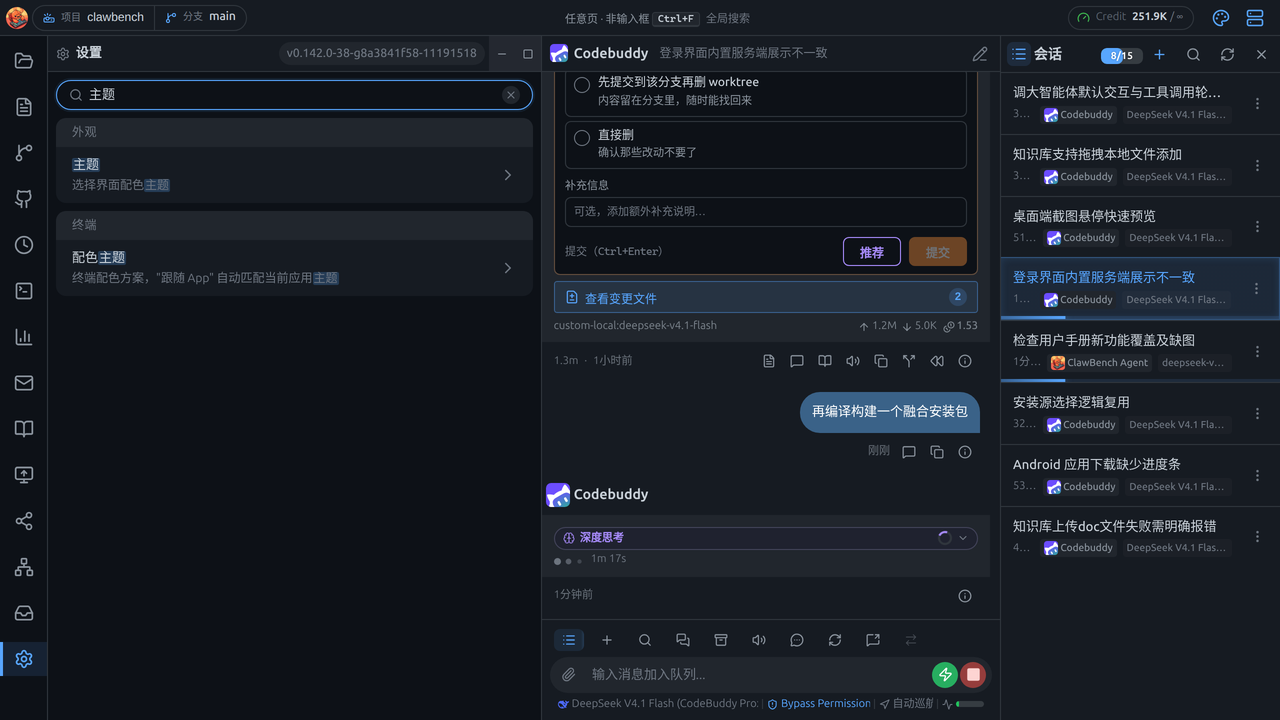 项目 clawbench
分支 main
任意页 · 非输入框 Ctrl+F 全局搜索
Credit 251.9K / ∞
设置
v0.142.0-38-g8a3841f58-11191518
主题
外观
主题
选择界面配色主题
终端
配色主题
终端配色方案，"跟随 App" 自动匹配当前应用主题
Codebuddy 登录界面内置服务端展示不一致
先提交到该分支再删 worktree
内容留在分支里，随时能找回来
直接删
确认那些改动不要了
补充信息
可选，添加额外补充说明...
提交（Ctrl+Enter）
推荐
提交
查看变更文件
2
custom-local:deepseek-v4.1-flash
1.2M
5.0K
1.53
1.3m · 1小时前
再编译构建一个融合安装包
刚刚
Codebuddy
深度思考
1m 17s
1分钟前
输入消息加入队列...
DeepSeek V4.1 Flash (CodeBuddy Pro:
Bypass Permission
自动巡航
会话
8/15
调大智能体默认交互与工具调用轮...
3... Codebuddy DeepSeek V4.1 Flas...
知识库支持拖拽本地文件添加
3... Codebuddy DeepSeek V4.1 Flas...
桌面端截图悬停快速预览
51... Codebuddy DeepSeek V4.1 Fla...
登录界面内置服务端展示不一致
1... Codebuddy DeepSeek V4.1 Flas...
检查用户手册新功能覆盖及缺图
1分... ClawBench Agent deepseek-v...
安装源选择逻辑复用
32... Codebuddy DeepSeek V4.1 Fla...
Android 应用下载缺少进度条
53... Codebuddy DeepSeek V4.1 Fla...
知识库上传doc文件失败需明确报错
4... Codebuddy DeepSeek V4.1 Flas...